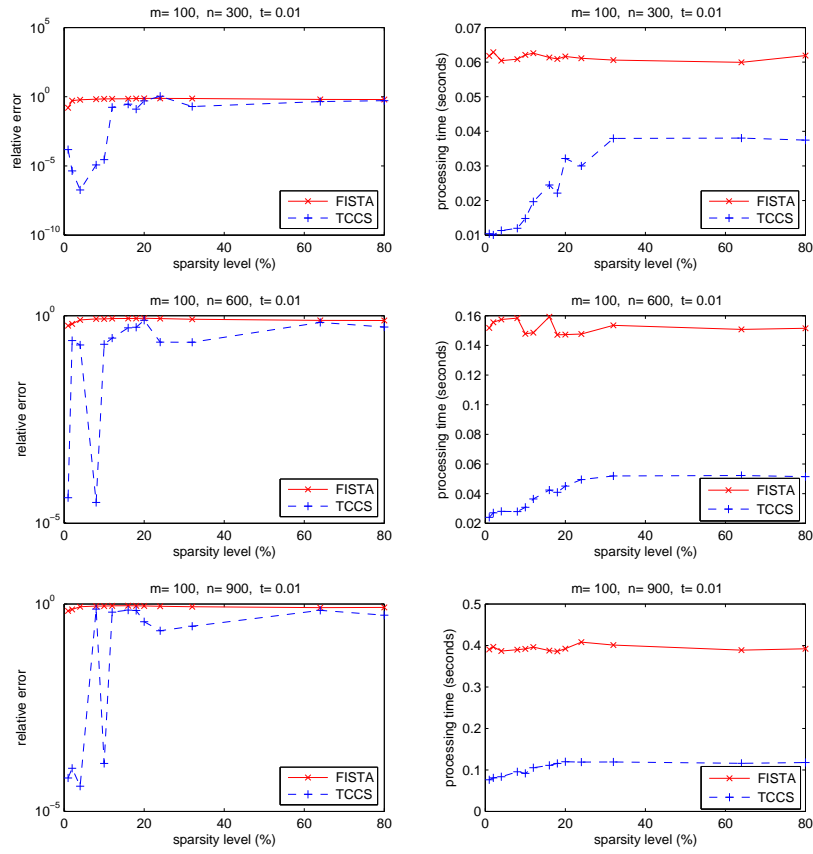 m= 100, n= 300, t= 0.01
10^5
10^0
10^-5
10^-10
relative error
0 20 40 60 80
sparsity level (%)
FISTA
TCCS
m= 100, n= 300, t= 0.01
0.07
0.06
0.05
0.04
0.03
0.02
0.01
processing time (seconds)
0 20 40 60 80
sparsity level (%)
FISTA
TCCS
m= 100, n= 600, t= 0.01
10^0
10^-5
relative error
0 20 40 60 80
sparsity level (%)
FISTA
TCCS
m= 100, n= 600, t= 0.01
0.16
0.14
0.12
0.1
0.08
0.06
0.04
0.02
processing time (seconds)
0 20 40 60 80
sparsity level (%)
FISTA
TCCS
m= 100, n= 900, t= 0.01
10^0
10^-5
relative error
0 20 40 60 80
sparsity level (%)
FISTA
TCCS
m= 100, n= 900, t= 0.01
0.5
0.4
0.3
0.2
0.1
0
processing time (seconds)
0 20 40 60 80
sparsity level (%)
FISTA
TCCS